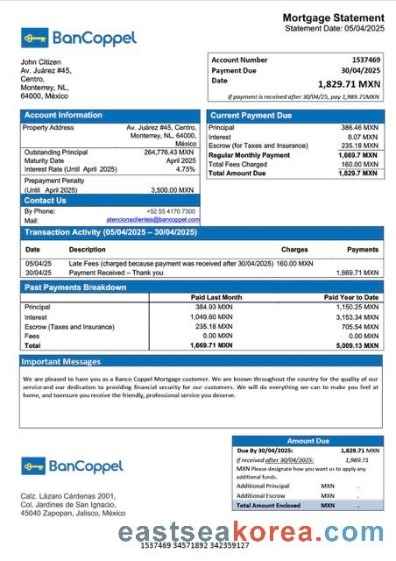 Mortgage Statement
Statement Date: 05/04/2025
BanCoppel
John Citizen
Av. Juárez #45,
Centro,
Monterrey, NL,
64000, México
Account Number 1537469
Payment Due 30/04/2025
Date
1,829.71 MXN
if payment is received after 30/04/25, pay 1,989.71MXN
Account Information
Property Address Av. Juárez #45, Centro,
Monterrey, NL, 64000,
México
Outstanding Principal 264,776.43 MXN
Maturity Date April 2025
Interest Rate (Until April 2025) 4.75%
Prepayment Penalty
(Until April 2025) 3,500.00 MXN
Contact Us
By Phone: +52 55 4170 7300
Mail: atencionaclientes@bancoppel.com
Current Payment Due
Principal 386.46 MXN
Interest 8.07 MXN
Escrow (for Taxes and Insurance) 235.18 MXN
Regular Monthly Payment 1,669.7 MXN
Total Fees Charged 160.00 MXN
Total Amount Due 1,829.7 MXN
Transaction Activity (05/04/2025 – 30/04/2025)
Date Description Charges Payments
05/04/25 Late Fees (charged because payment was received after 30/04/2025) 160.00 MXN
30/04/25 Payment Received – Thank you 1,669.71 MXN
Past Payments Breakdown
Paid Last Month Paid Year to Date
Principal 384.93 MXN 1,150.25 MXN
Interest 1,049.60 MXN 3,153.34 MXN
Escrow (Taxes and Insurance) 235.18 MXN 705.54 MXN
Fees 0.00 MXN 0.00 MXN
Total 1,669.71 MXN 5,009.13 MXN
Important Messages
We are pleased to have you as a Banco Coppel Mortgage customer. We are known throughout the country for the quality of our
service and our dedication to providing financial security for our customers. We will do everything we can to make you feel at
home, and toensure you receive the friendly, professional service you deserve.
Amount Due
Due By 30/04/2025: 1,829.71 MXN
if received after 30/04/2025: 1,989.71
MXN Please designate how you want us to apply any
additional funds.
Additional Principal MXN -
Additional Escrow MXN -
Total Amount Enclosed MXN -
BanCoppel
Calz. Lázaro Cárdenas 2001,
Col. Jardines de San Ignacio,
45040 Zapopan, Jalisco, México
eastseakorea.com
1537469 34571892 342359127